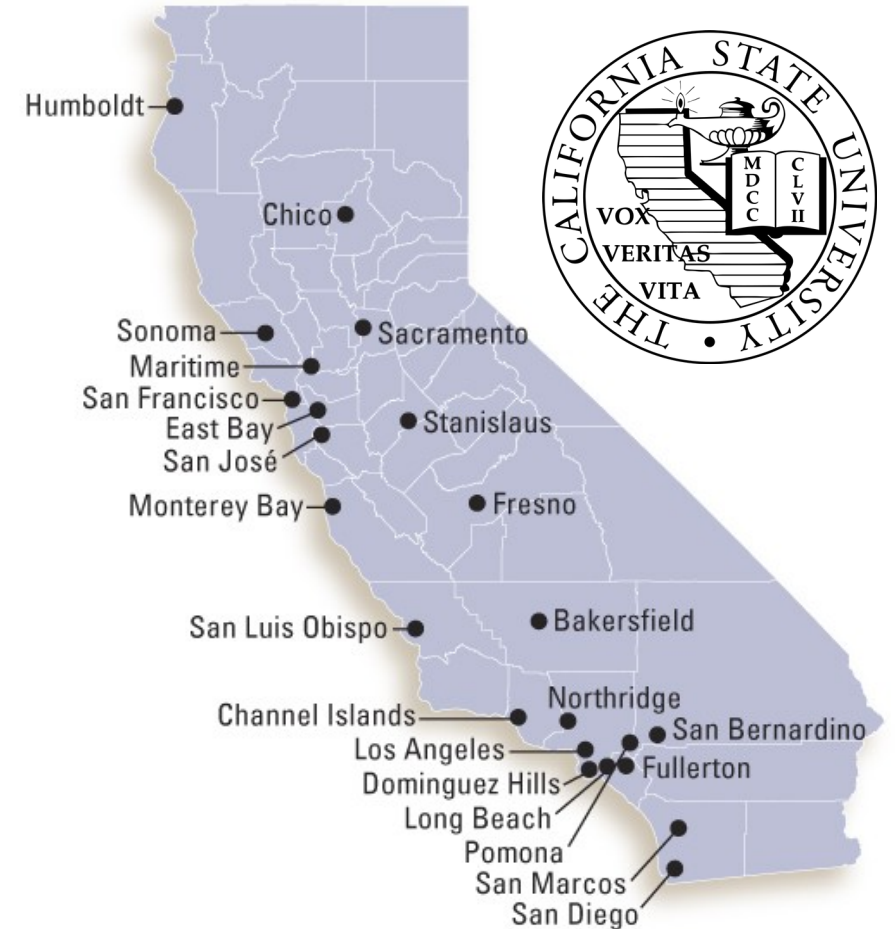 THE CALIFORNIA STATE UNIVERSITY •
M
D
C
C
C
L
V
II
VOX
VERITAS
VITA
Humboldt
Chico
Sonoma
Sacramento
Maritime
San Francisco
East Bay
Stanislaus
San José
Monterey Bay
Fresno
San Luis Obispo
Bakersfield
Northridge
Channel Islands
San Bernardino
Los Angeles
Fullerton
Dominguez Hills
Long Beach
Pomona
San Marcos
San Diego